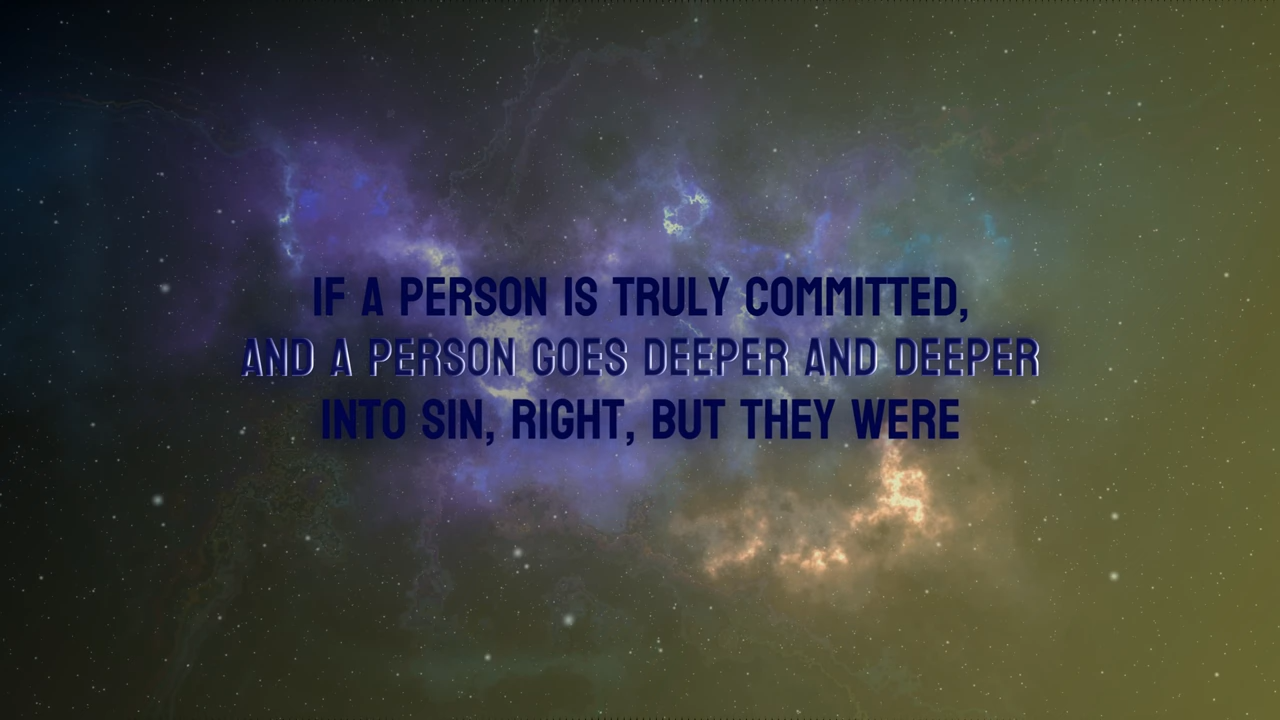 IF A PERSON IS TRULY COMMITTED,
AND A PERSON GOES DEEPER AND DEEPER
INTO SIN, RIGHT, BUT THEY WERE